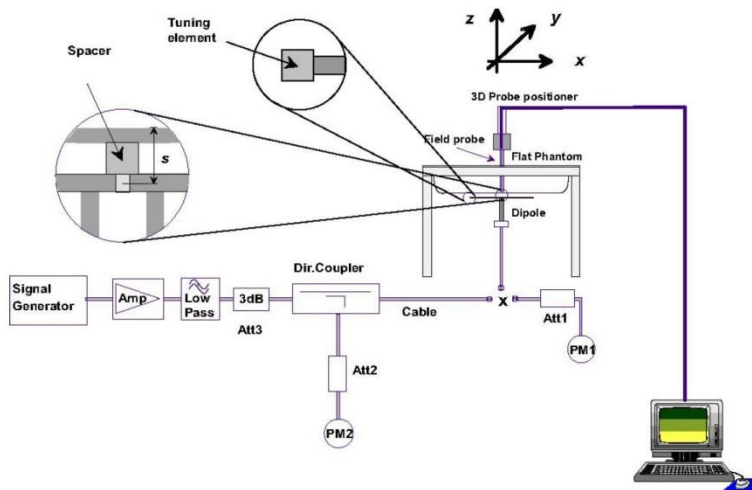 Tuning
element
Spacer
s
z
y
x
3D Probe positioner
Field probe
Flat Phantom
Dipole
Signal
Generator
Amp
Low
Pass
3dB
Att3
Dir.Coupler
Cable
x
Att1
PM1
Att2
PM2